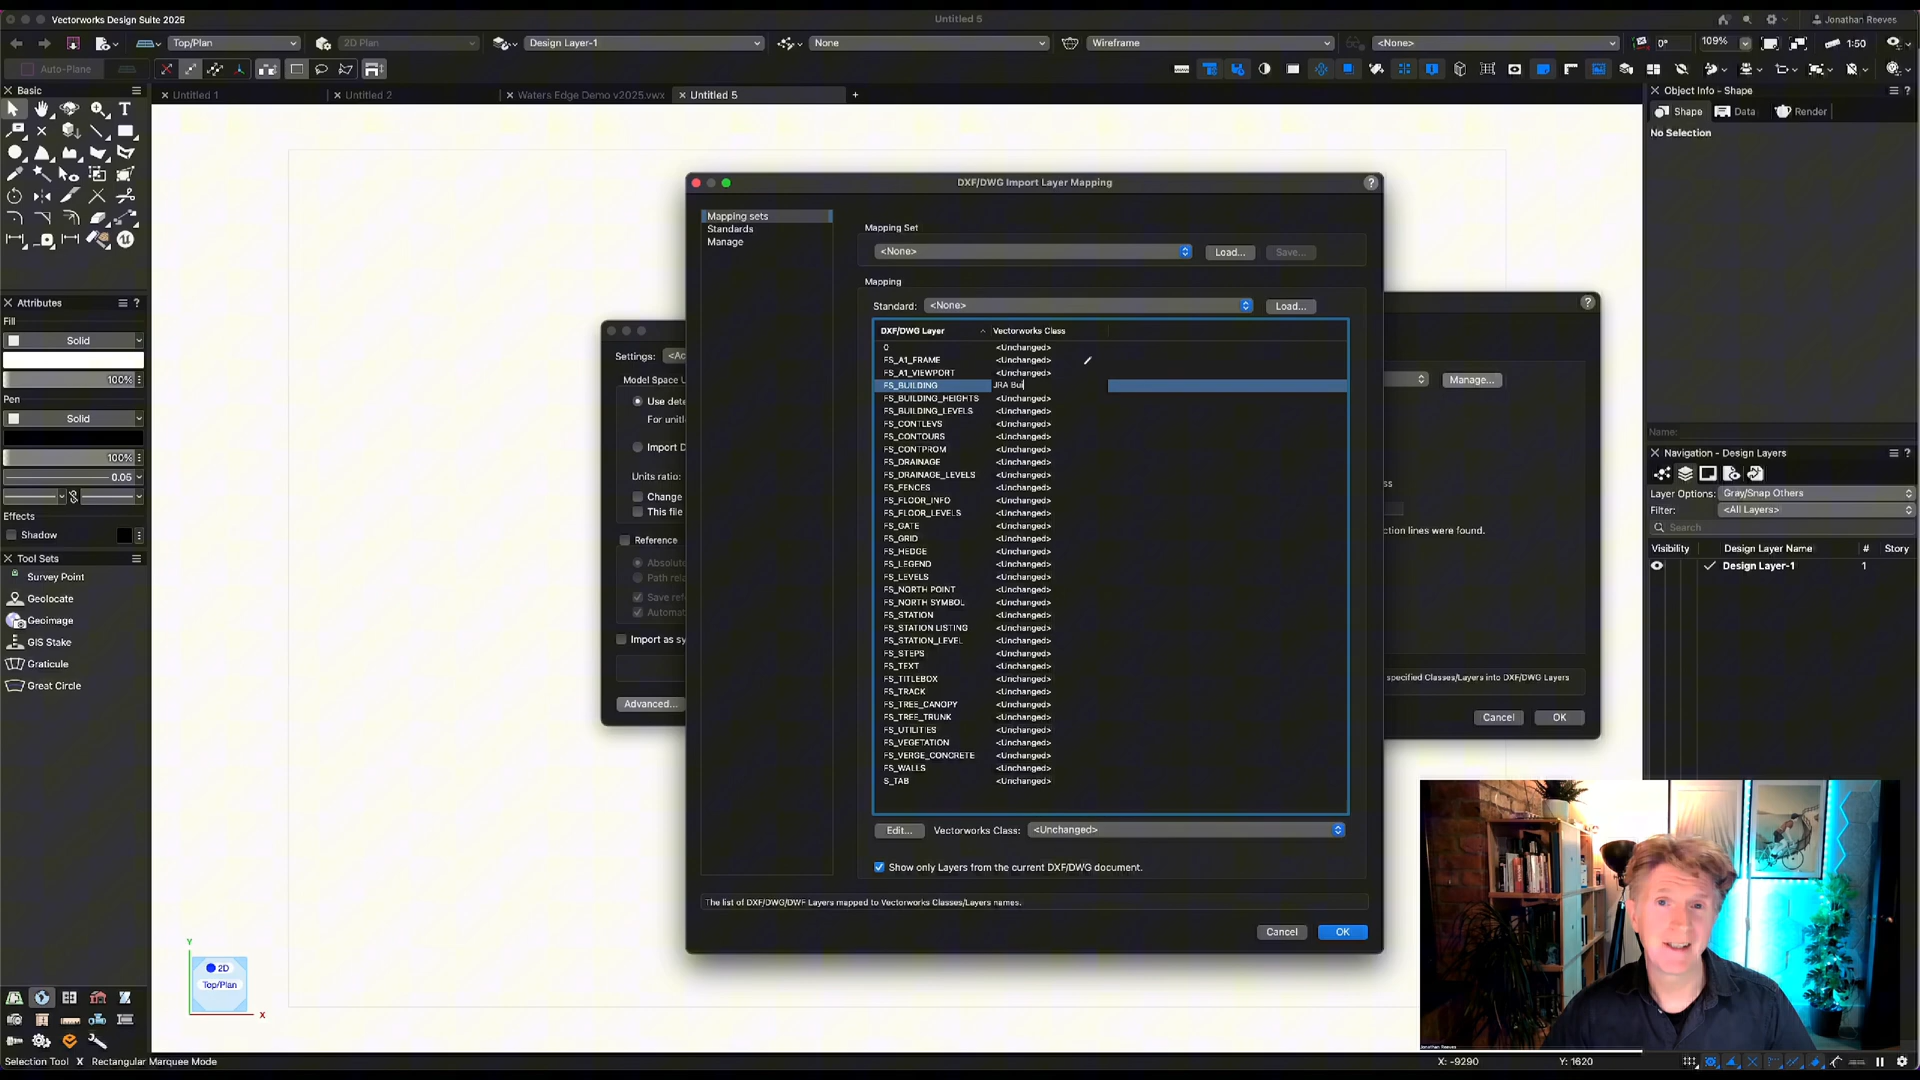 Vectorworks Design Suite 2025
Untitled 5
Jonathan Reeves
Top/Plan
2D Plan
Design Layer-1
None
Wireframe
<None>
0°
109%
1:50
Auto-Plane
Basic
Untitled 1
Untitled 2
Waters Edge Demo v2025.vwx
Untitled 5
Object Info - Shape
Shape
Data
Render
No Selection
Attributes
Fill
Solid
100%
Pen
Solid
100%
0.05
Effects
Shadow
Tool Sets
Survey Point
Geolocate
Geoimage
GIS Stake
Graticule
Great Circle
DXF/DWG Import Layer Mapping
Mapping sets
Standards
Manage
Mapping Set
<None>
Load...
Save...
Mapping
Standard:
<None>
Load...
DXF/DWG Layer
Vectorworks Class
0 <Unchanged>
FS_A1_FRAME <Unchanged>
FS_A1_VIEWPORT <Unchanged>
FS_BUILDING JRA Bui
FS_BUILDING_HEIGHTS <Unchanged>
FS_BUILDING_LEVELS <Unchanged>
FS_CONTLEVS <Unchanged>
FS_CONTOURS <Unchanged>
FS_CONTPROM <Unchanged>
FS_DRAINAGE <Unchanged>
FS_DRAINAGE_LEVELS <Unchanged>
FS_FENCES <Unchanged>
FS_FLOOR_INFO <Unchanged>
FS_FLOOR_LEVELS <Unchanged>
FS_GATE <Unchanged>
FS_GRID <Unchanged>
FS_HEDGE <Unchanged>
FS_LEGEND <Unchanged>
FS_LEVELS <Unchanged>
FS_NORTH POINT <Unchanged>
FS_NORTH SYMBOL <Unchanged>
FS_STATION <Unchanged>
FS_STATION LISTING <Unchanged>
FS_STATION_LEVEL <Unchanged>
FS_STEPS <Unchanged>
FS_TEXT <Unchanged>
FS_TITLEBOX <Unchanged>
FS_TRACK <Unchanged>
FS_TREE_CANOPY <Unchanged>
FS_TREE_TRUNK <Unchanged>
FS_UTILITIES <Unchanged>
FS_VEGETATION <Unchanged>
FS_VERGE_CONCRETE <Unchanged>
FS_WALLS <Unchanged>
S_TAB <Unchanged>
Edit...
Vectorworks Class:
<Unchanged>
Show only Layers from the current DXF/DWG document.
The list of DXF/DWG/DWF Layers mapped to Vectorworks Classes/Layers names.
Cancel
OK
Settings:
<Ac
Model Space U
Use dete
For unitl
Import D
Units ratio:
Change
This file
Reference
Absolute
Path rela
Save refe
Automat
Import as sy
Advanced...
Manage...
ss
ction lines were found.
specified Classes/Layers into DXF/DWG Layers
Cancel
OK
Name:
Navigation - Design Layers
Layer Options:
Gray/Snap Others
Filter:
<All Layers>
Search
Visibility
Design Layer Name
#
Story
Design Layer-1
1
Y
2D
Top/Plan
X
Jonathan Reeves
Selection Tool
X
Rectangular Marquee Mode
X: -9290
Y: 1620